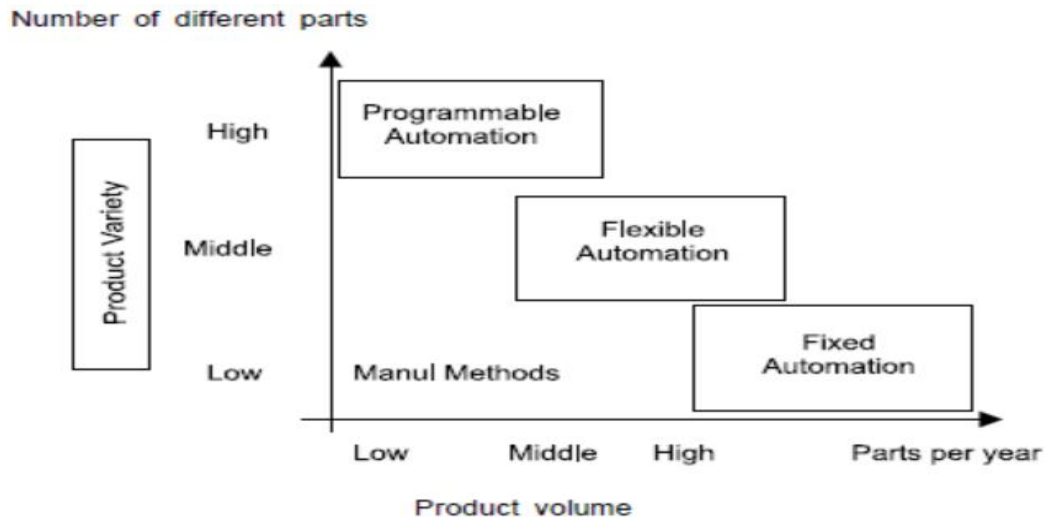 Number of different parts
Programmable
Automation
High
Product Variety
Flexible
Automation
Middle
Fixed
Automation
Low
Manul Methods
Low
Middle
High
Parts per year
Product volume